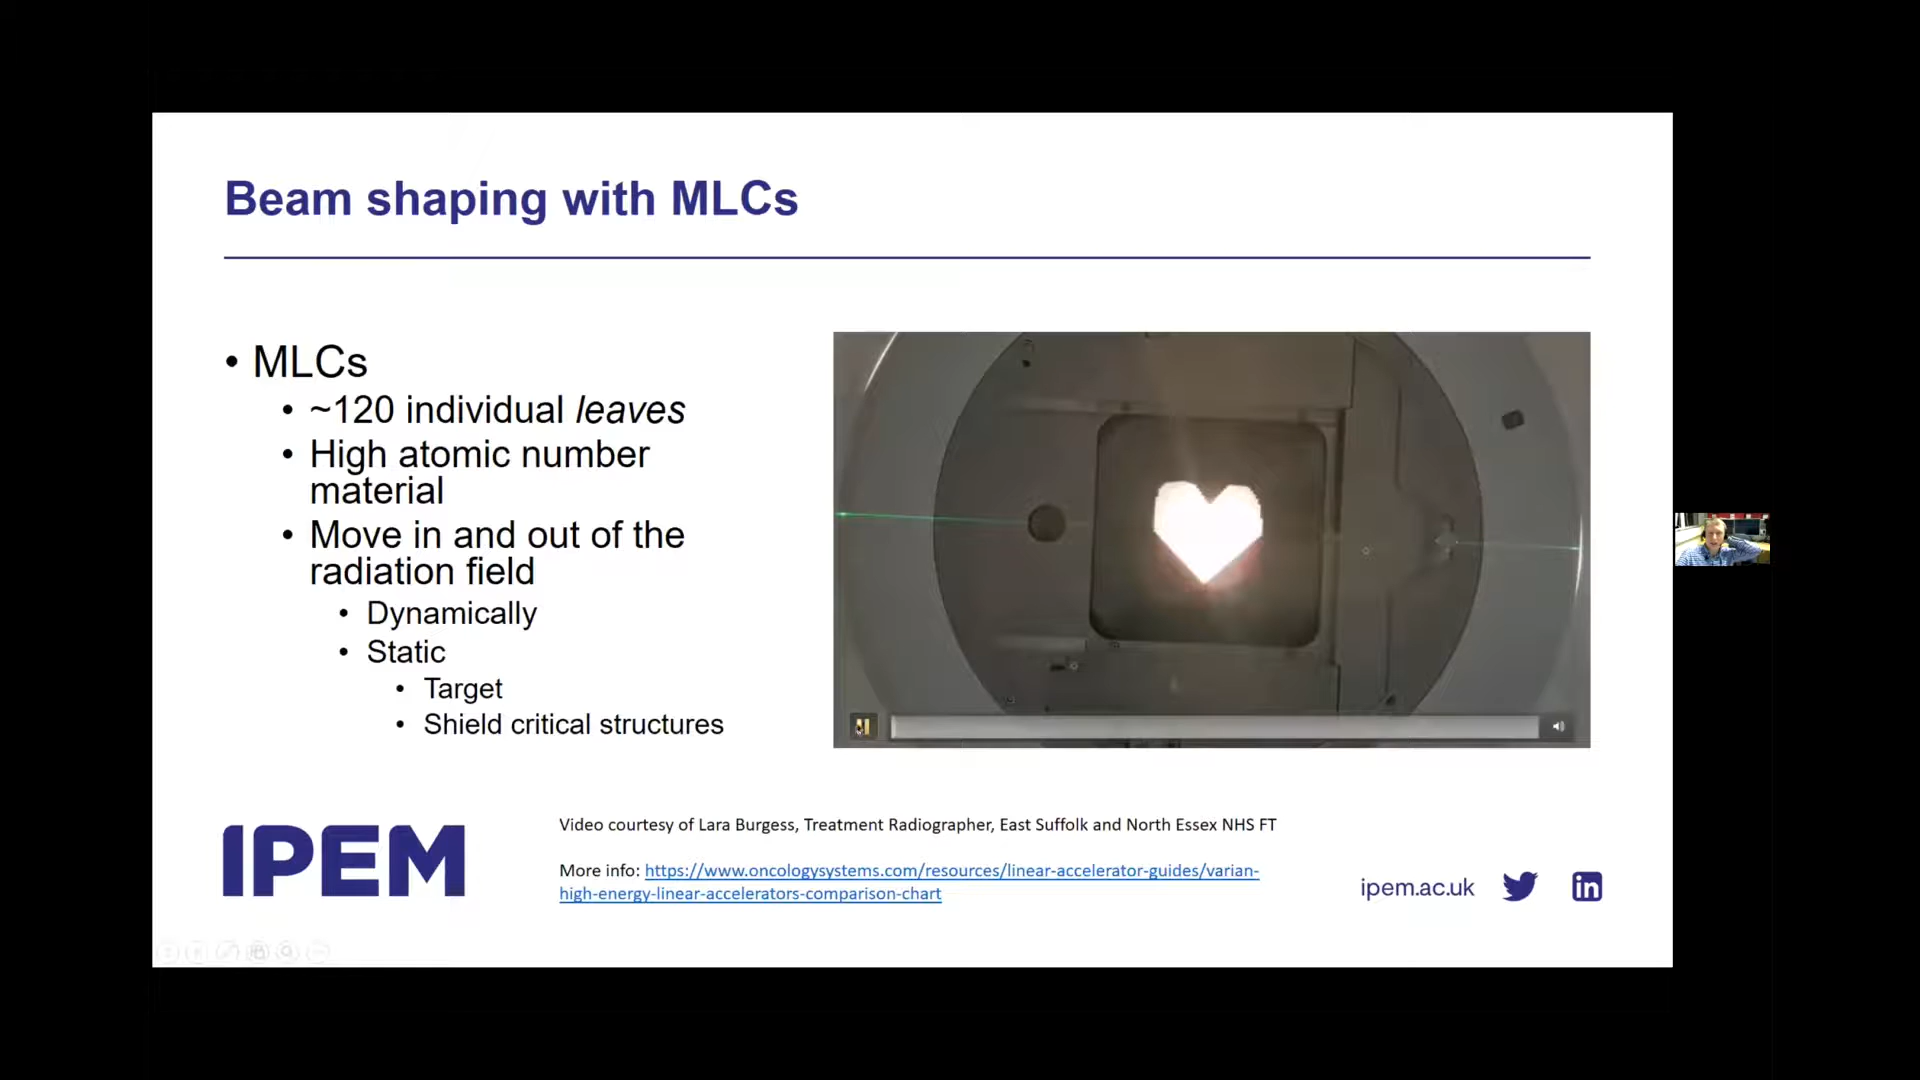 Beam shaping with MLCs
• MLCs
• ~120 individual leaves
• High atomic number
material
• Move in and out of the
radiation field
• Dynamically
• Static
• Target
• Shield critical structures
IPEM
Video courtesy of Lara Burgess, Treatment Radiographer, East Suffolk and North Essex NHS FT
More info: https://www.oncologysystems.com/resources/linear-accelerator-guides/varian-
high-energy-linear-accelerators-comparison-chart
ipem.ac.uk
in